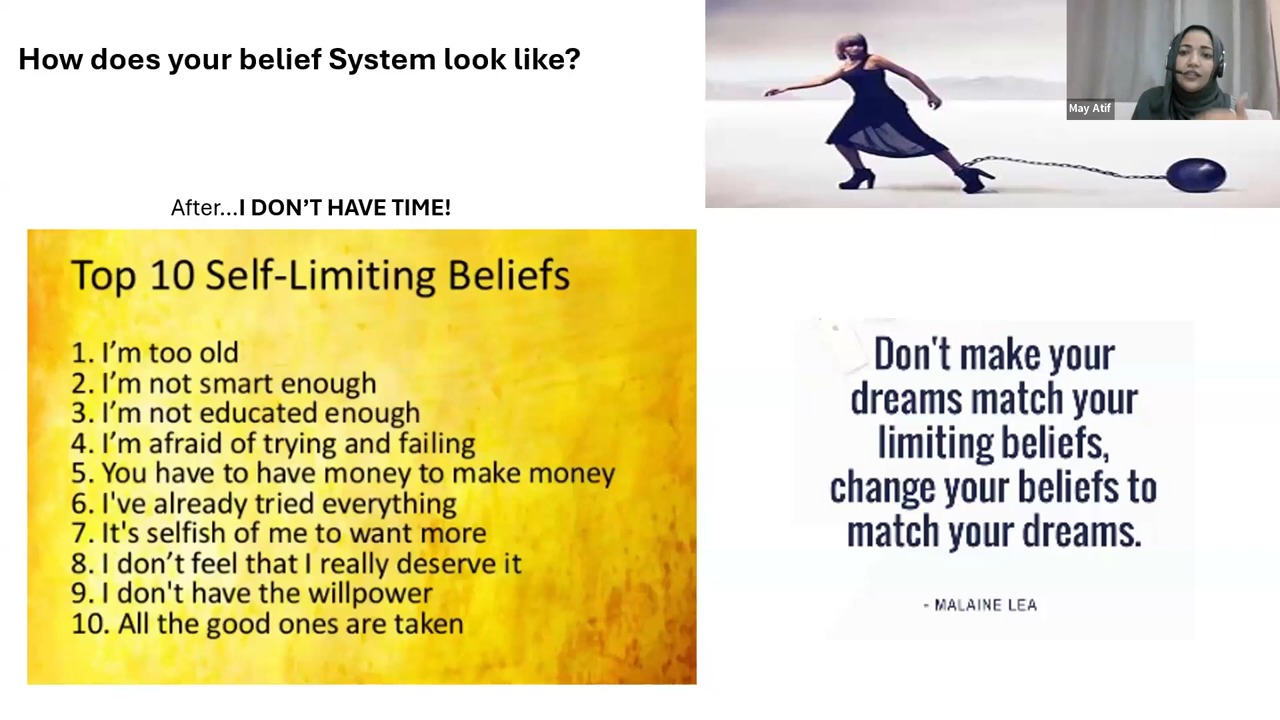 How does your belief System look like?
May Atif
After...I DON’T HAVE TIME!
Top 10 Self-Limiting Beliefs
1. I’m too old
2. I’m not smart enough
3. I’m not educated enough
4. I’m afraid of trying and failing
5. You have to have money to make money
6. I've already tried everything
7. It's selfish of me to want more
8. I don’t feel that I really deserve it
9. I don't have the willpower
10. All the good ones are taken
Don't make your
dreams match your
limiting beliefs,
change your beliefs to
match your dreams.
- MALAINE LEA